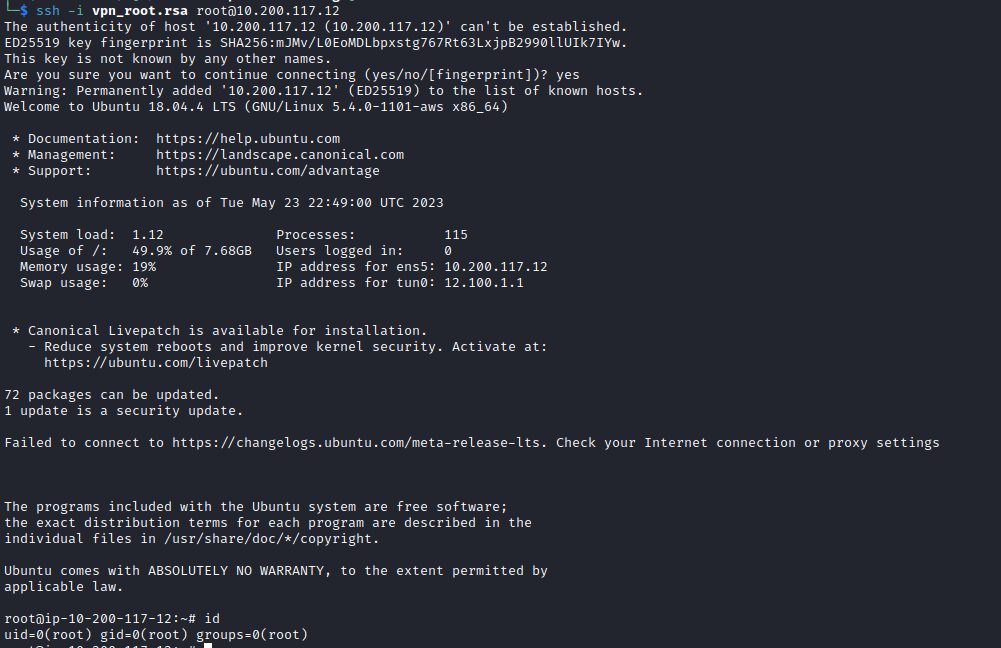 └─$ ssh -i vpn_root.rsa root@10.200.117.12
The authenticity of host '10.200.117.12 (10.200.117.12)' can't be established.
ED25519 key fingerprint is SHA256:mJMv/L0EoMDLbpxstg767Rt63LxjpB2990llUIk7IYw.
This key is not known by any other names.
Are you sure you want to continue connecting (yes/no/[fingerprint])? yes
Warning: Permanently added '10.200.117.12' (ED25519) to the list of known hosts.
Welcome to Ubuntu 18.04.4 LTS (GNU/Linux 5.4.0-1101-aws x86_64)
* Documentation:  https://help.ubuntu.com
* Management:     https://landscape.canonical.com
* Support:        https://ubuntu.com/advantage
System information as of Tue May 23 22:49:00 UTC 2023
System load:  1.12              Processes:           115
Usage of /:   49.9% of 7.68GB   Users logged in:     0
Memory usage: 19%               IP address for ens5: 10.200.117.12
Swap usage:   0%                IP address for tun0: 12.100.1.1
* Canonical Livepatch is available for installation.
- Reduce system reboots and improve kernel security. Activate at:
https://ubuntu.com/livepatch
72 packages can be updated.
1 update is a security update.
Failed to connect to https://changelogs.ubuntu.com/meta-release-lts. Check your Internet connection or proxy settings
The programs included with the Ubuntu system are free software;
the exact distribution terms for each program are described in the
individual files in /usr/share/doc/*/copyright.
Ubuntu comes with ABSOLUTELY NO WARRANTY, to the extent permitted by
applicable law.
root@ip-10-200-117-12:~# id
uid=0(root) gid=0(root) groups=0(root)